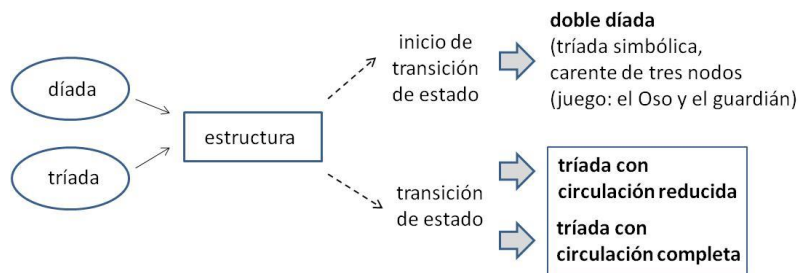 díada
tríada
estructura
inicio de
transición
de estado
doble díada
(tríada simbólica,
carente de tres nodos
(juego: el Oso y el guardián)
transición
de estado
tríada con
circulación reducida
tríada con
circulación completa